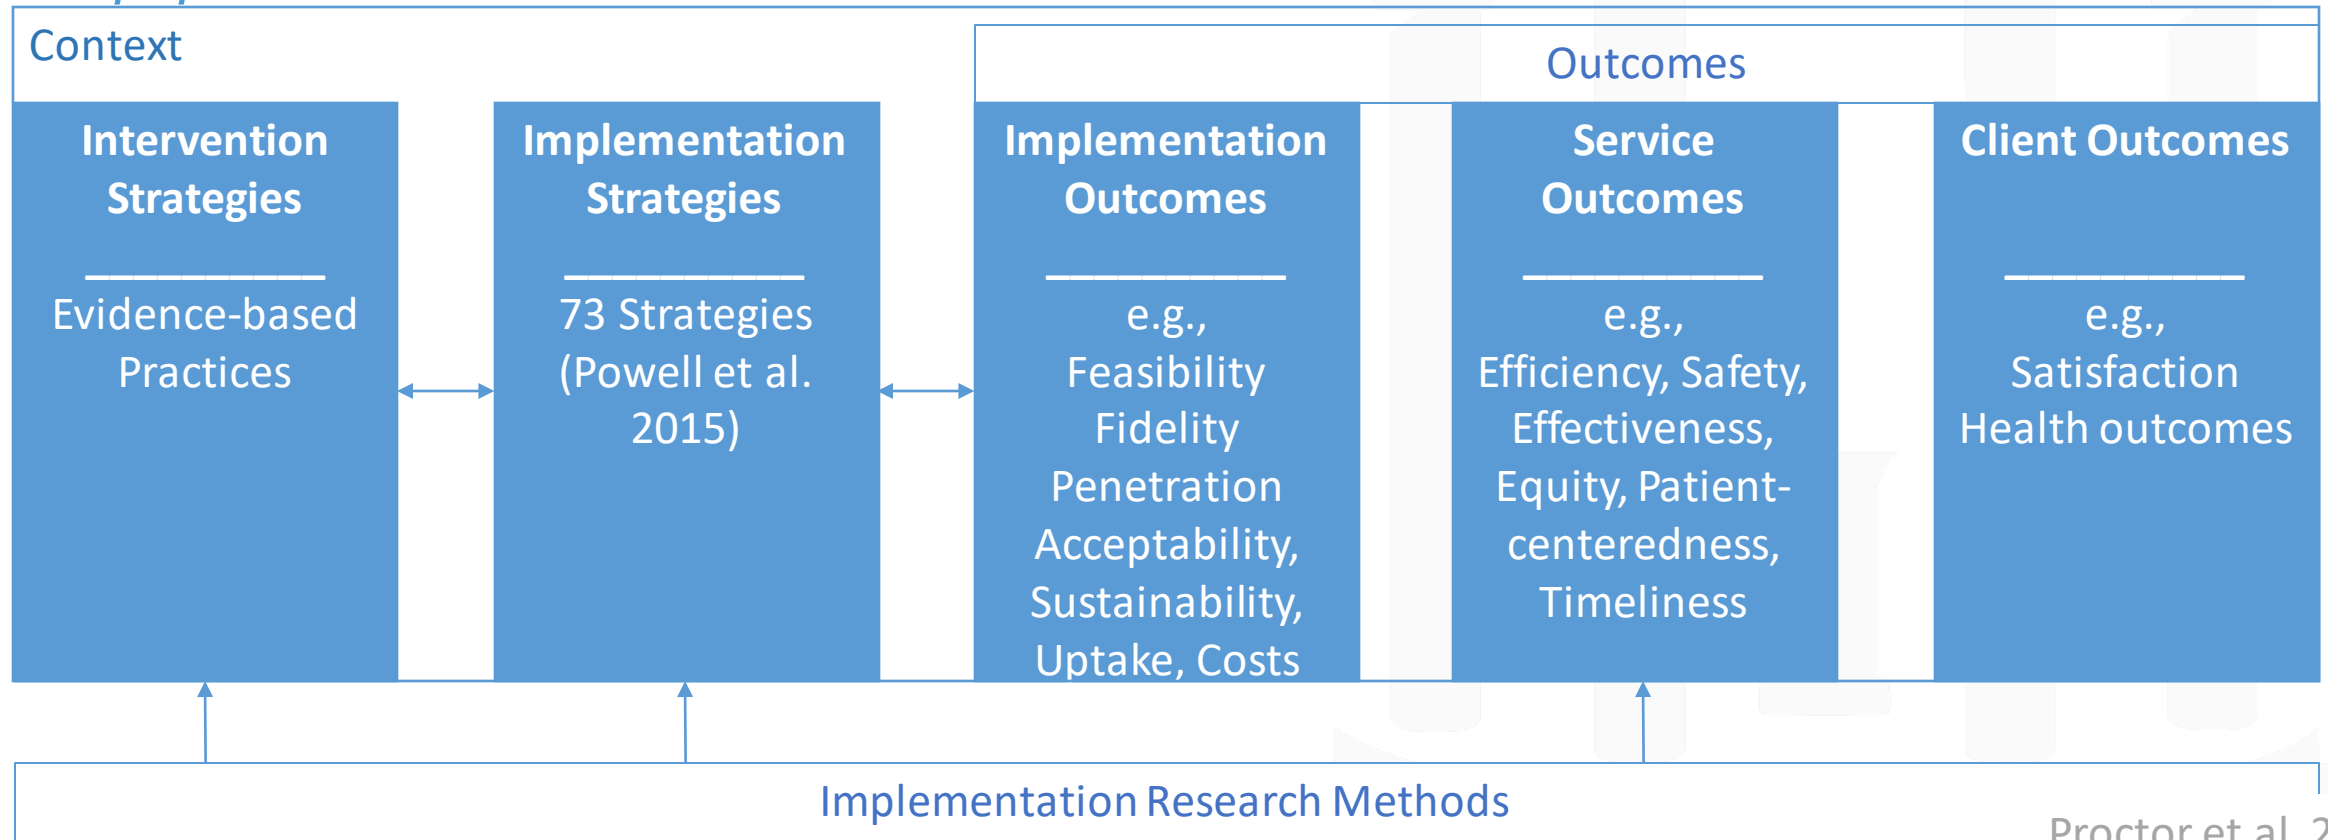 Context
Outcomes
Intervention
Strategies
__________
Evidence-based
Practices
Implementation
Strategies
__________
73 Strategies
(Powell et al.
2015)
Implementation
Outcomes
__________
e.g.,
Feasibility
Fidelity
Penetration
Acceptability,
Sustainability,
Uptake, Costs
Service
Outcomes
__________
e.g.,
Efficiency, Safety,
Effectiveness,
Equity, Patient-
centeredness,
Timeliness
Client Outcomes
__________
e.g.,
Satisfaction
Health outcomes
Implementation Research Methods
Proctor et al. 2